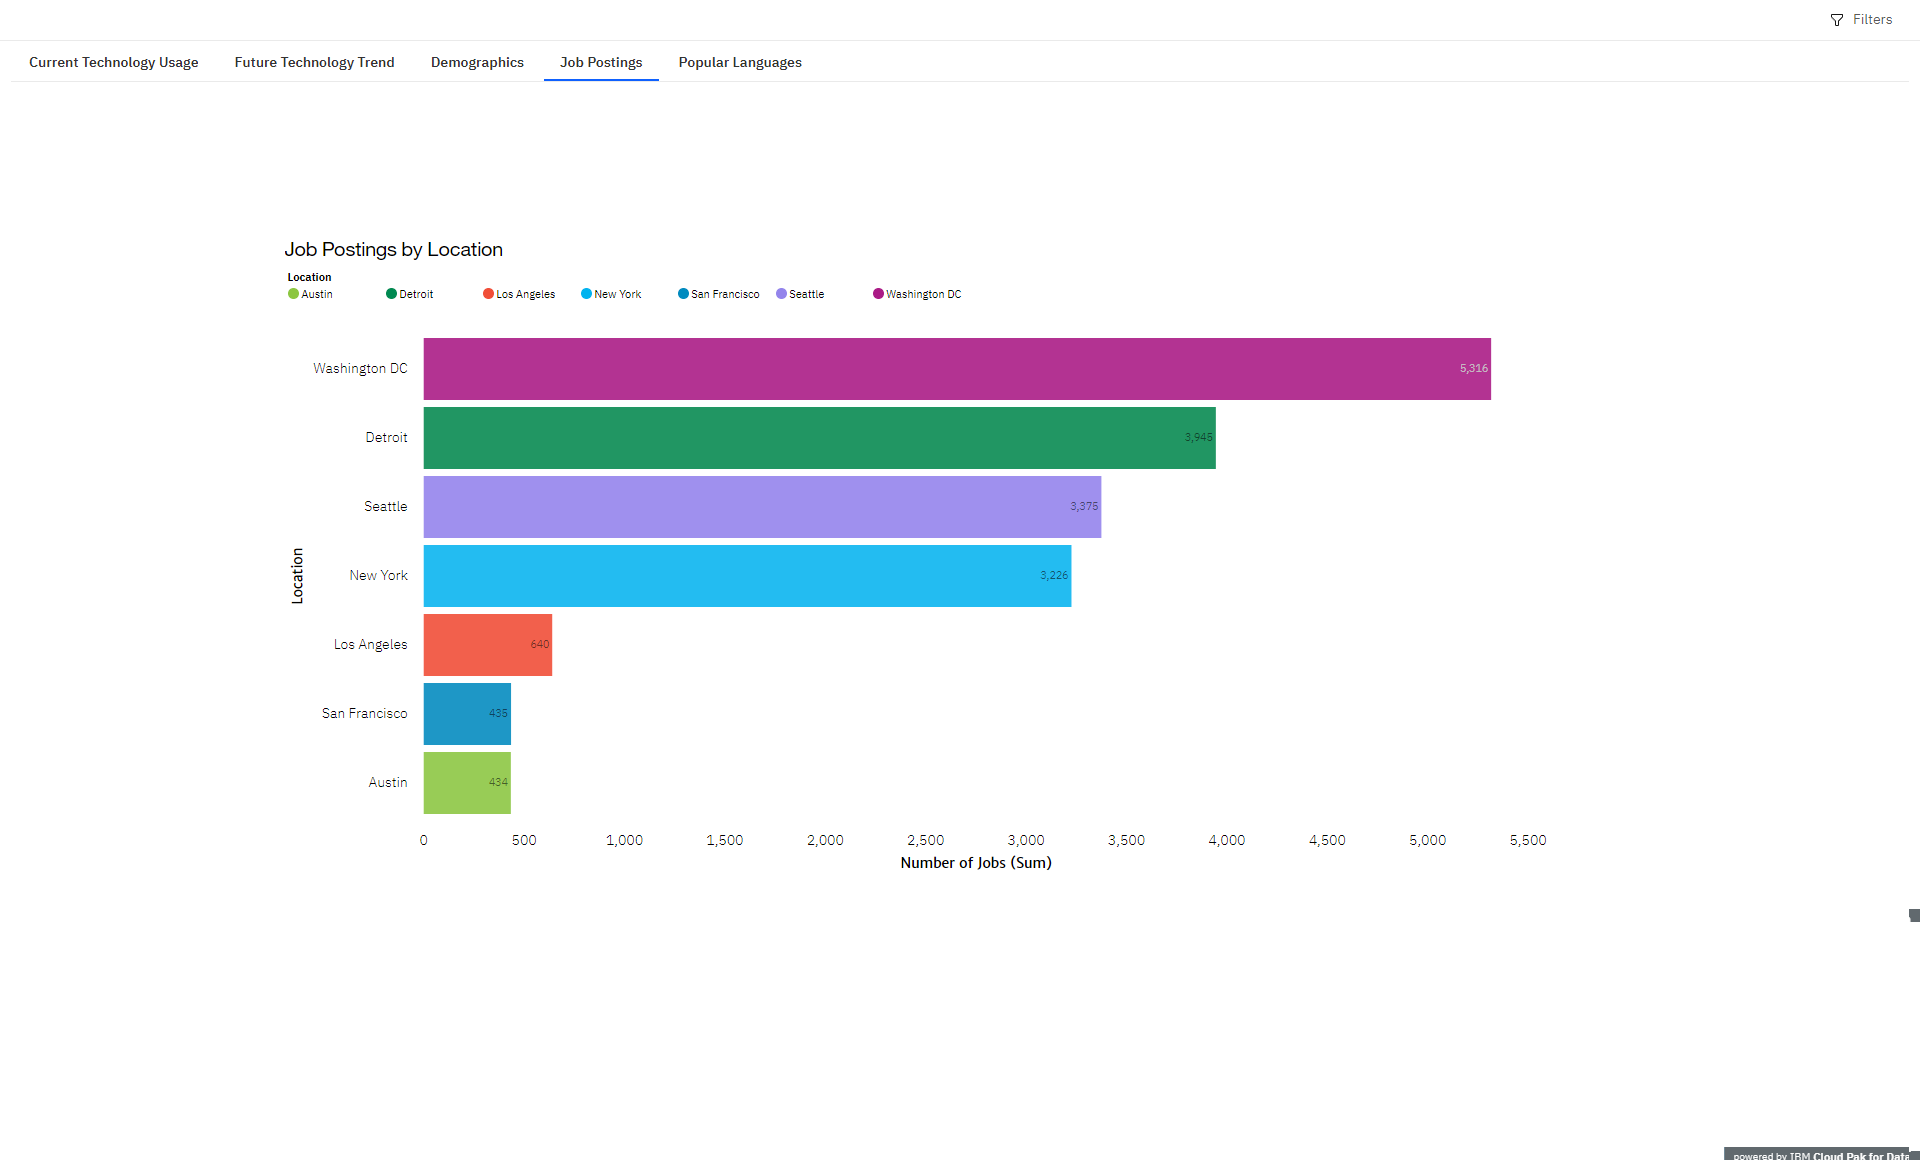 Filters
Current Technology Usage Future Technology Trend Demographics Job Postings Popular Languages
Job Postings by Location
Location
Austin Detroit Los Angeles New York San Francisco Seattle Washington DC
Washington DC 5,316
Detroit 3,945
Seattle 3,375
New York 3,226
Location
Los Angeles 640
San Francisco 435
Austin 434
0 500 1,000 1,500 2,000 2,500 3,000 3,500 4,000 4,500 5,000 5,500
Number of Jobs (Sum)
powered by IBM Cloud Pak for Data